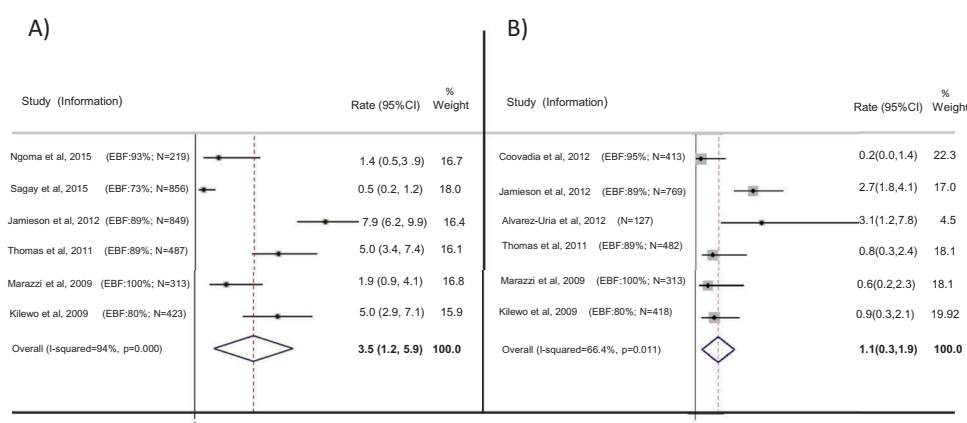 A)
Study (Information) Rate (95%CI) % Weight
Ngoma et al, 2015 (EBF:93%; N=219) 1.4 (0.5,3 .9) 16.7
Sagay et al, 2015 (EBF:73%; N=856) 0.5 (0.2, 1.2) 18.0
Jamieson et al, 2012 (EBF:89%; N=849) 7.9 (6.2, 9.9) 16.4
Thomas et al, 2011 (EBF:89%; N=487) 5.0 (3.4, 7.4) 16.1
Marazzi et al, 2009 (EBF:100%; N=313) 1.9 (0.9, 4.1) 16.8
Kilewo et al, 2009 (EBF:80%; N=423) 5.0 (2.9, 7.1) 15.9
Overall (I-squared=94%, p=0.000) 3.5 (1.2, 5.9) 100.0
B)
Study (Information) Rate (95%CI) % Weight
Coovadia et al. 2012 (EBF:95%; N=413) 0.2(0.0,1.4) 22.3
Jamieson et al. 2012 (EBF:89%; N=769) 2.7(1.8,4.1) 17.0
Alvarez-Uria et al. 2012 (N=127) 3.1(1.2,7.8) 4.5
Thomas et al. 2011 (EBF:89%; N=482) 0.8(0.3,2.4) 18.1
Marazzi et al. 2009 (EBF:100%; N=313) 0.6(0.2,2.3) 18.1
Kilewo et al. 2009 (EBF:80%; N=418) 0.9(0.3,2.1) 19.92
Overall (I-squared=66.4%, p=0.011) 1.1(0.3,1.9) 100.0